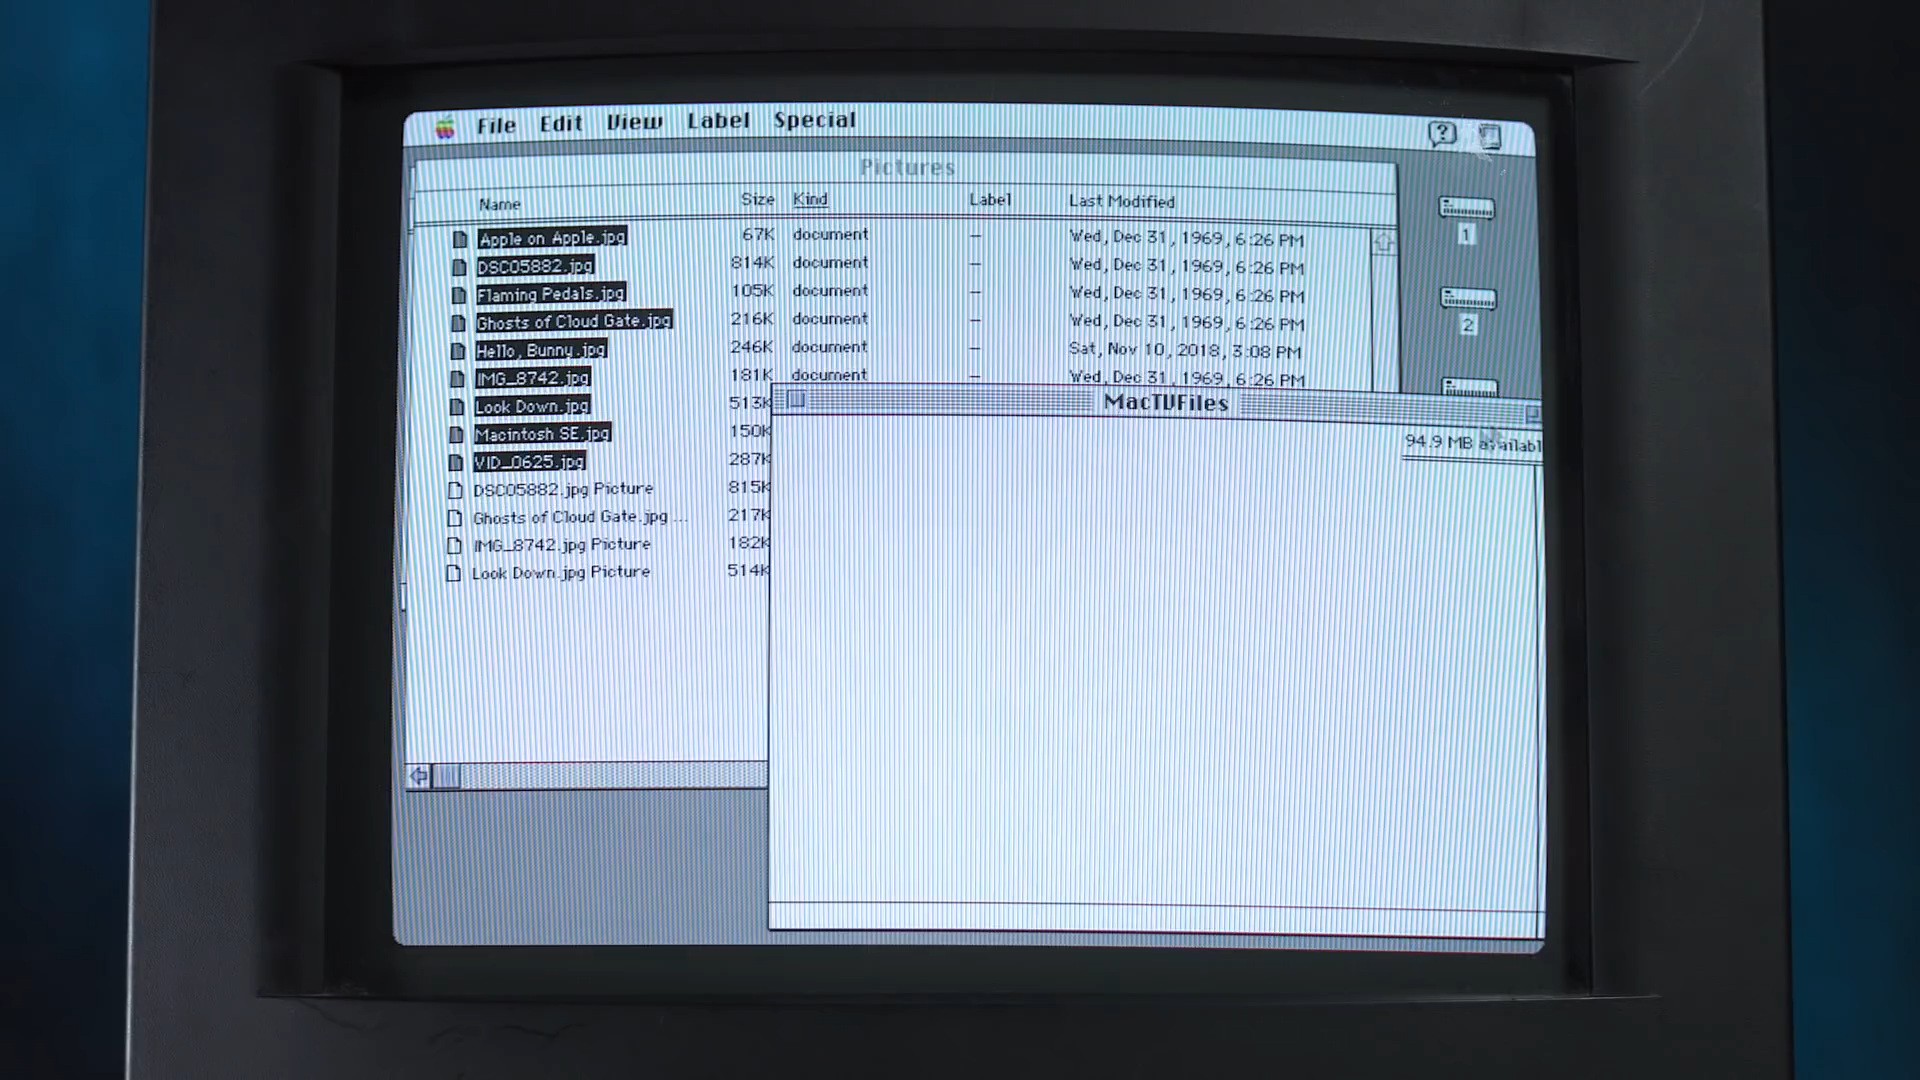 File Edit View Label Special
Pictures
Name Size Kind Label Last Modified
Apple on Apple.jpg 67K document – Wed, Dec 31, 1969, 6:26 PM
DSC05882.jpg 814K document – Wed, Dec 31, 1969, 6:26 PM
Flaming Pedals.jpg 105K document – Wed, Dec 31, 1969, 6:26 PM
Ghosts of Cloud Gate.jpg 216K document – Wed, Dec 31, 1969, 6:26 PM
Hello, Bunny.jpg 246K document – Sat, Nov 10, 2018, 3:08 PM
IMG_8742.jpg 181K document – Wed, Dec 31, 1969, 6:26 PM
Look Down.jpg 513K
Macintosh SE.jpg 150K
VID_0625.jpg 287K
DSC05882.jpg Picture 815K
Ghosts of Cloud Gate.jpg ... 217K
IMG_8742.jpg Picture 182K
Look Down.jpg Picture 514K
1
2
MacTVFiles
94.9 MB availabl